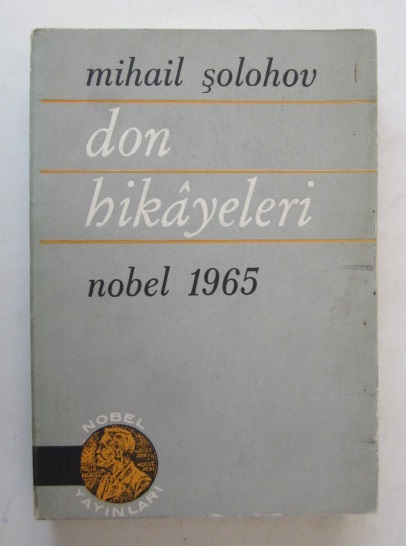 mihail şolohov
don
hikâyeleri
nobel 1965
NOBEL
YAYINLARI